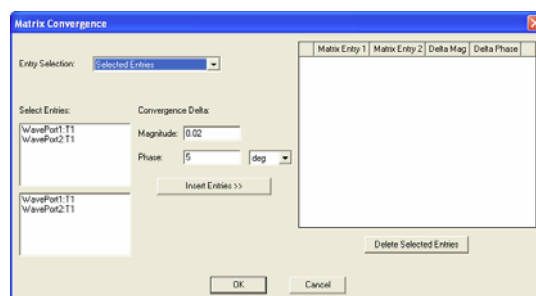 Matrix Convergence
Entry Selection: Selected Entries
Matrix Entry 1 Matrix Entry 2 Delta Mag Delta Phase
Select Entries:
WavePort1:T1
WavePort2:T1
WavePort1:T1
WavePort2:T1
Convergence Delta:
Magnitude: 0.02
Phase: 5 deg
Insert Entries >>
Delete Selected Entries
OK Cancel